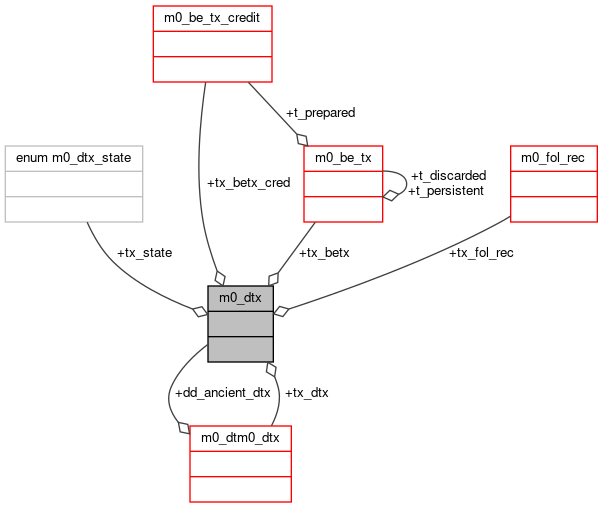 m0_be_tx_credit
+t_prepared
enum m0_dtx_state
m0_be_tx
m0_fol_rec
+t_discarded
+t_persistent
+tx_betx_cred
+tx_state
+tx_betx
+tx_fol_rec
m0_dtx
+dd_ancient_dtx
+tx_dtx
m0_dtm0_dtx